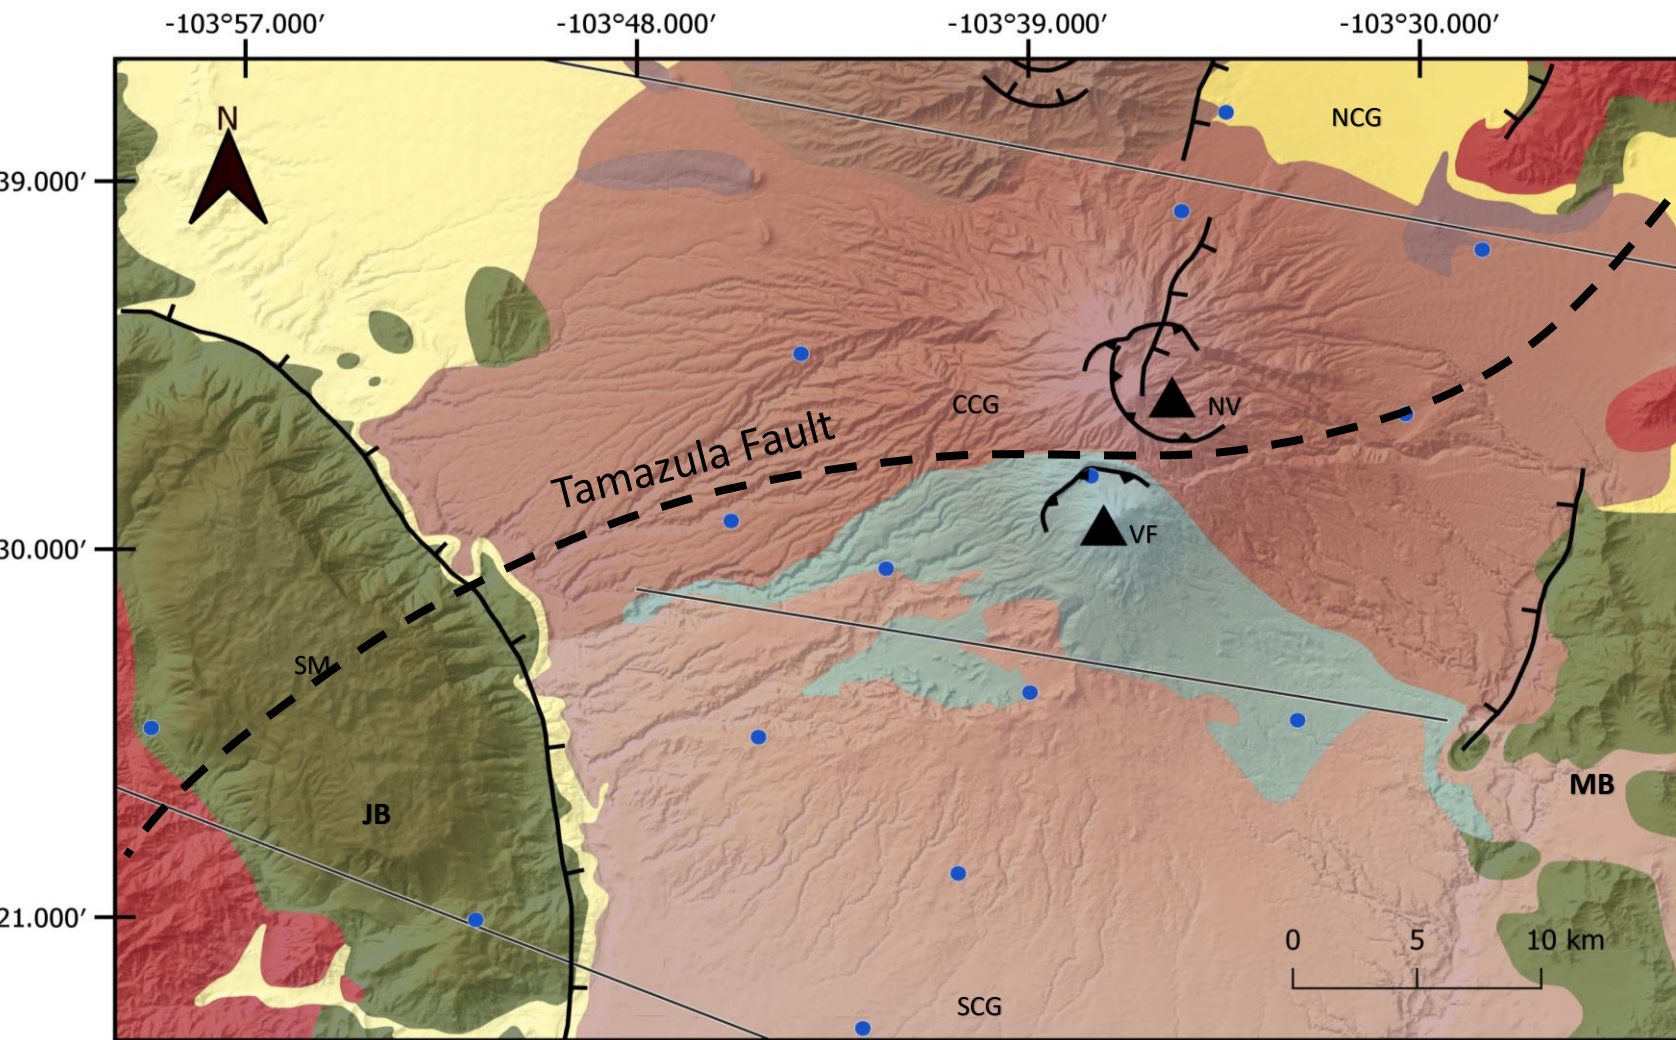 -103°57.000′ -103°48.000′ -103°39.000′ -103°30.000′
N
NCG
39.000′
CCG
NV
Tamazula Fault
VF
30.000′
SM
MB
JB
21.000′
0 5 10 km
SCG